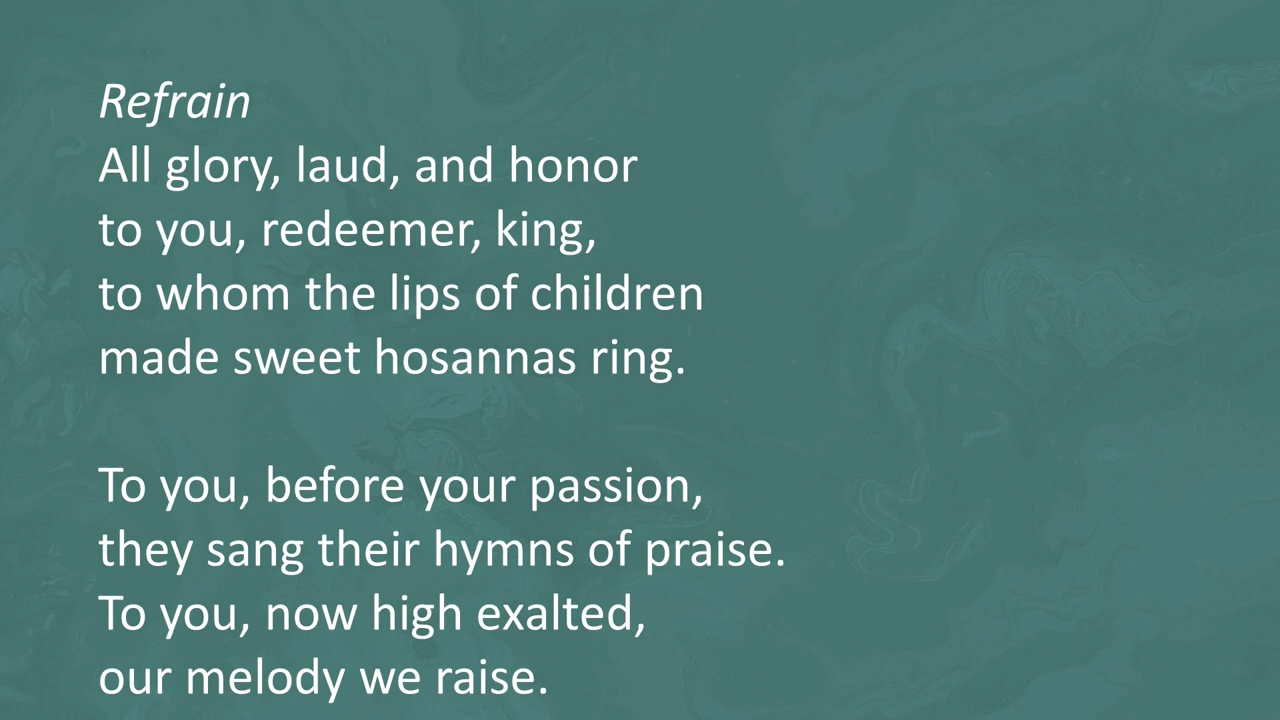 Refrain
All glory, laud, and honor
to you, redeemer, king,
to whom the lips of children
made sweet hosannas ring.
To you, before your passion,
they sang their hymns of praise.
To you, now high exalted,
our melody we raise.